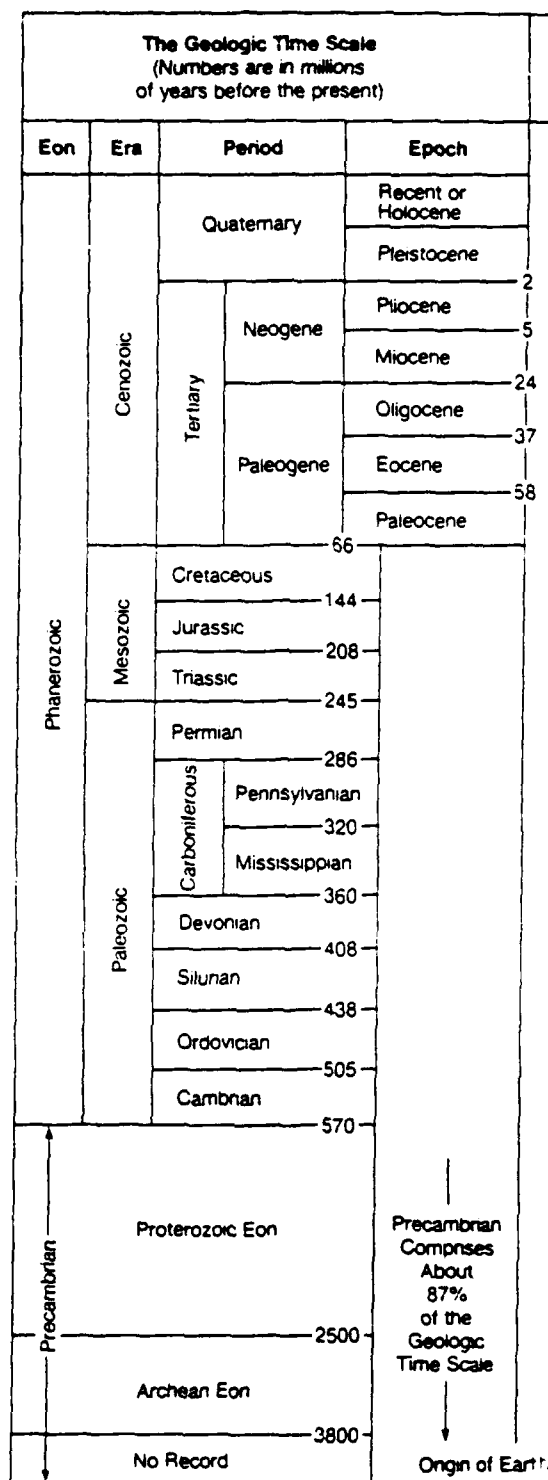 The Geologic Time Scale
(Numbers are in millions
of years before the present)
Eon Era Period Epoch
Phanerozoic
Cenozoic
Quaternary
Recent or
Holocene
Pleistocene
2
Tertiary
Neogene
Pliocene
5
Miocene
24
Paleogene
Oligocene
37
Eocene
58
Paleocene
66
Mesozoic
Cretaceous
144
Jurassic
208
Triassic
245
Paleozoic
Permian
286
Carboniferous
Pennsylvanian
320
Mississippian
360
Devonian
408
Silurian
438
Ordovician
505
Cambrian
570
Precambrian
Proterozoic Eon
2500
Archean Eon
3800
No Record
Precambrian
Comprises
About
87%
of the
Geologic
Time Scale
Origin of Earth